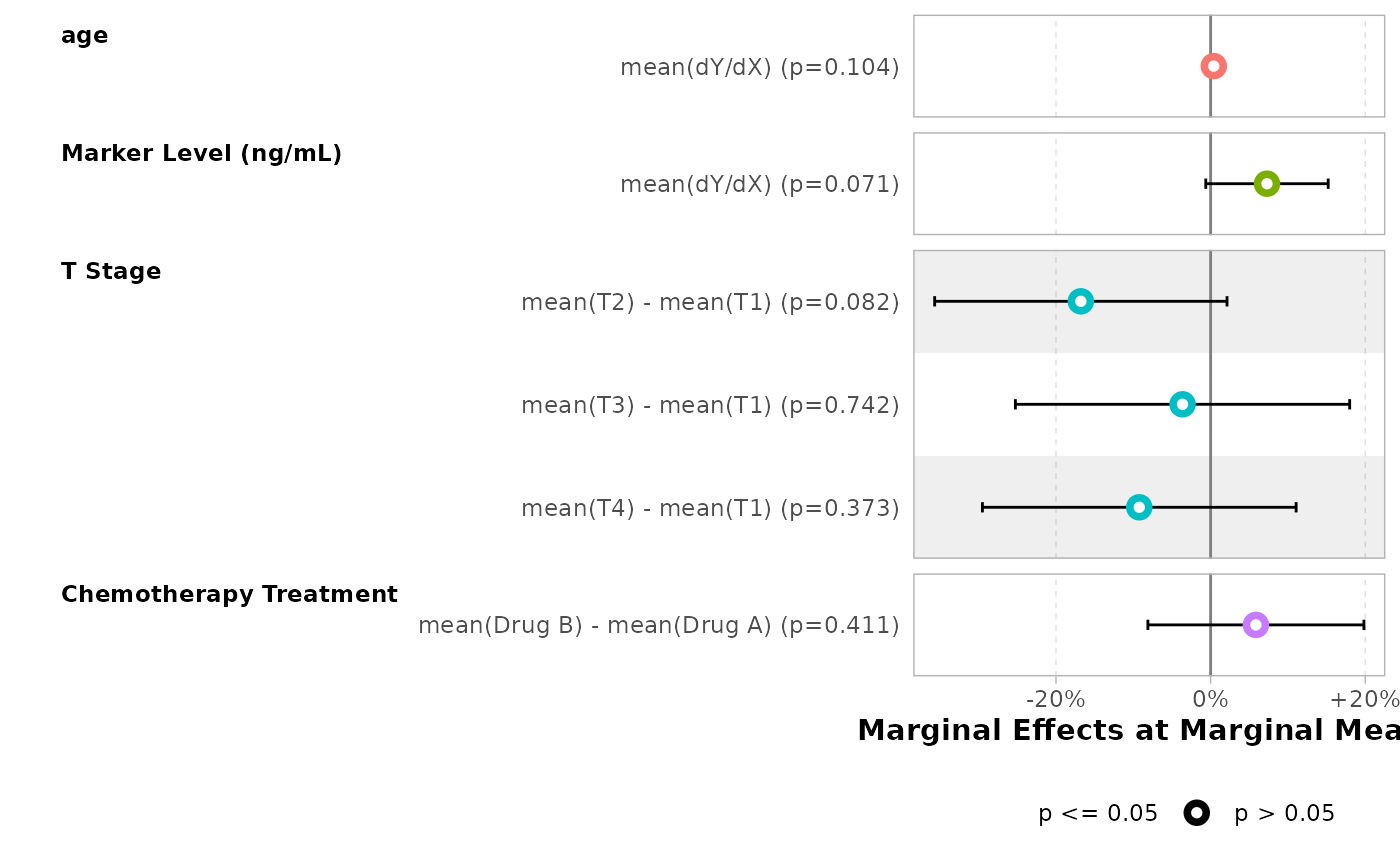 age
mean(dY/dX) (p=0.104)
Marker Level (ng/mL)
mean(dY/dX) (p=0.071)
T Stage
mean(T2) - mean(T1) (p=0.082)
mean(T3) - mean(T1) (p=0.742)
mean(T4) - mean(T1) (p=0.373)
Chemotherapy Treatment
mean(Drug B) - mean(Drug A) (p=0.411)
-20% 0% +20%
Marginal Effects at Marginal Mea
p <= 0.05 p > 0.05